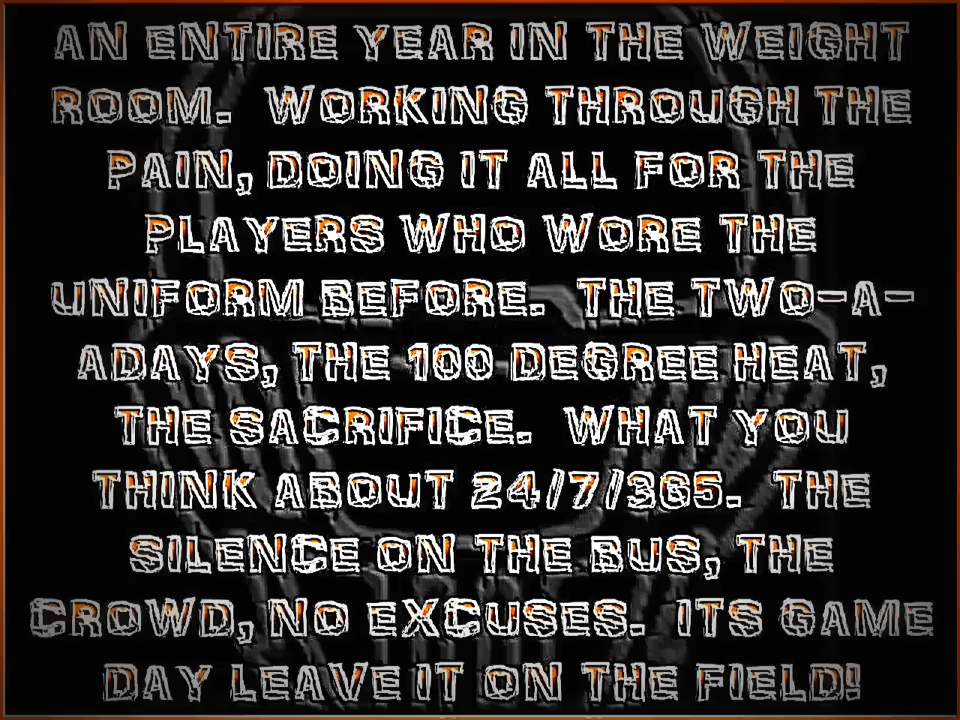 AN ENTIRE YEAR IN THE WEIGHT
ROOM. WORKING THROUGH THE
PAIN, DOING IT ALL FOR THE
PLAYERS WHO WORE THE
UNIFORM BEFORE. THE TWO-A-
ADAYS, THE 100 DEGREE HEAT,
THE SACRIFICE. WHAT YOU
THINK ABOUT 24/7/365. THE
SILENCE ON THE BUS, THE
CROWD, NO EXCUSES. ITS GAME
DAY LEAVE IT ON THE FIELD!